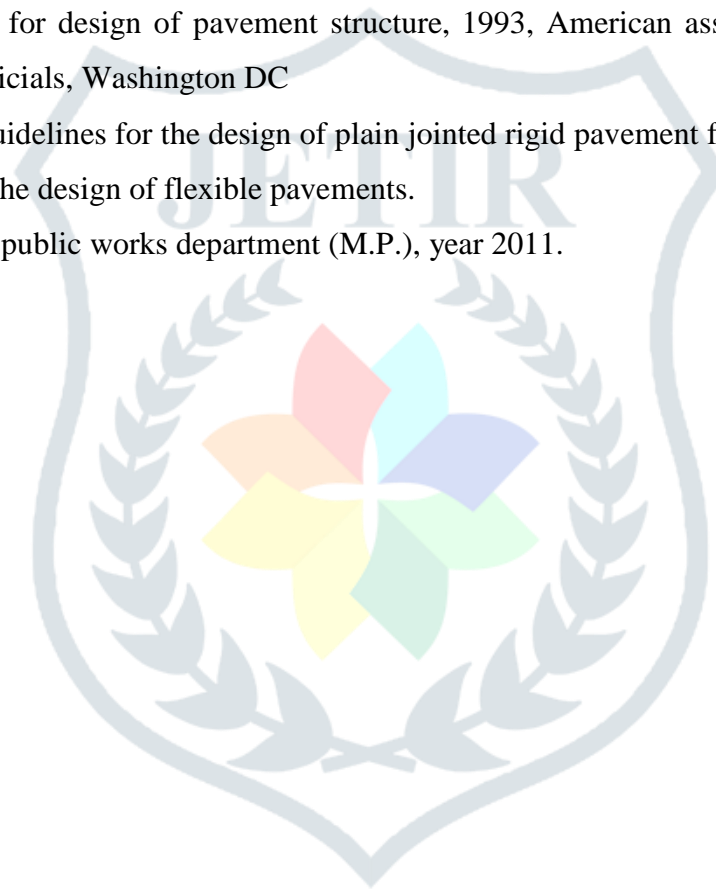 for design of pavement structure, 1993, American ass
icials, Washington DC
uidelines for the design of plain jointed rigid pavement f
he design of flexible pavements.
public works department (M.P.), year 2011.
JETIR